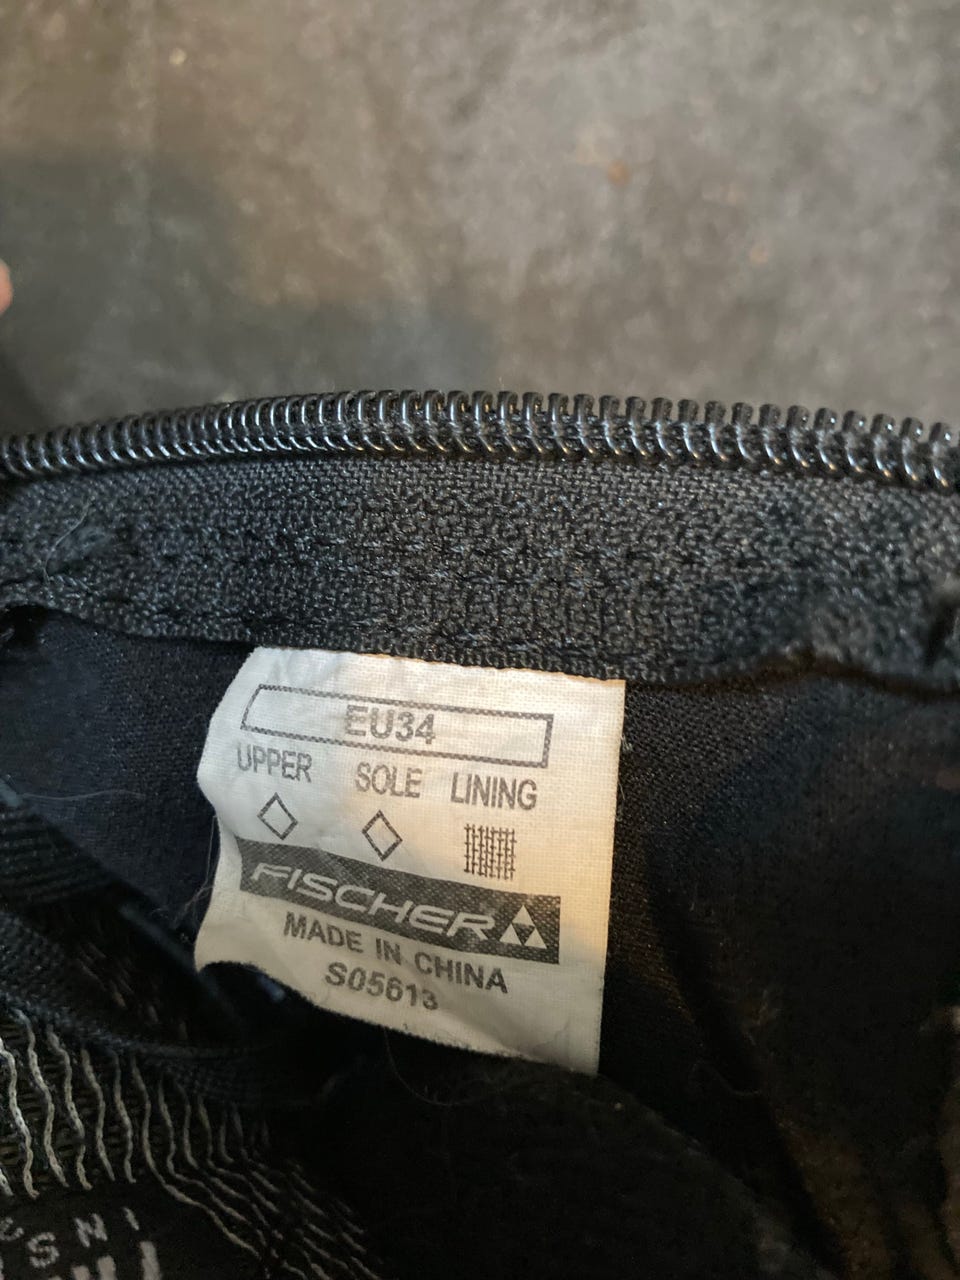 EU34
UPPER SOLE LINING
FISCHER
MADE IN CHINA
S05613